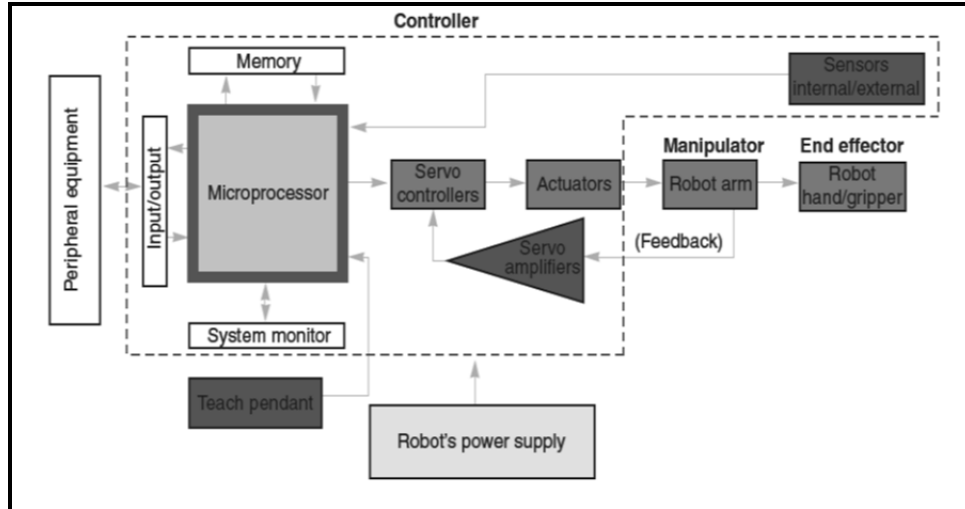 Controller
Memory
Sensors
internal/external
Peripheral equipment
Input/output
Microprocessor
Servo
controllers
Actuators
Manipulator
Robot arm
End effector
Robot
hand/gripper
(Feedback)
Servo
amplifiers
System monitor
Teach pendant
Robot's power supply